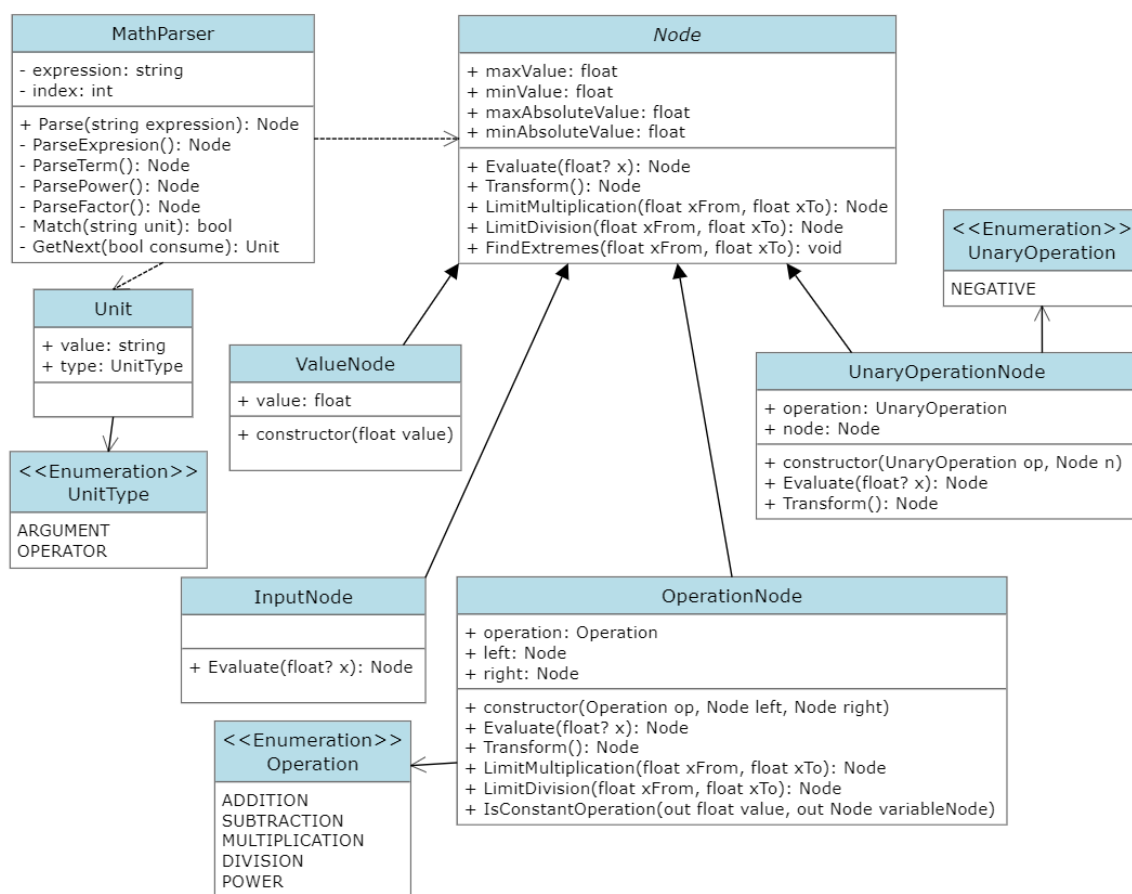 MathParser
- expression: string
- index: int
+ Parse(string expression): Node
- ParseExpresion(): Node
- ParseTerm(): Node
- ParsePower(): Node
- ParseFactor(): Node
- Match(string unit): bool
- GetNext(bool consume): Unit
Node
+ maxValue: float
+ minValue: float
+ maxAbsoluteValue: float
+ minAbsoluteValue: float
+ Evaluate(float? x): Node
+ Transform(): Node
+ LimitMultiplication(float xFrom, float xTo): Node
+ LimitDivision(float xFrom, float xTo): Node
+ FindExtremes(float xFrom, float xTo): void
<<Enumeration>>
UnaryOperation
NEGATIVE
Unit
+ value: string
+ type: UnitType
ValueNode
+ value: float
+ constructor(float value)
UnaryOperationNode
+ operation: UnaryOperation
+ node: Node
+ constructor(UnaryOperation op, Node n)
+ Evaluate(float? x): Node
+ Transform(): Node
<<Enumeration>>
UnitType
ARGUMENT
OPERATOR
InputNode
+ Evaluate(float? x): Node
OperationNode
+ operation: Operation
+ left: Node
+ right: Node
+ constructor(Operation op, Node left, Node right)
+ Evaluate(float? x): Node
+ Transform(): Node
+ LimitMultiplication(float xFrom, float xTo): Node
+ LimitDivision(float xFrom, float xTo): Node
+ IsConstantOperation(out float value, out Node variableNode)
<<Enumeration>>
Operation
ADDITION
SUBTRACTION
MULTIPLICATION
DIVISION
POWER